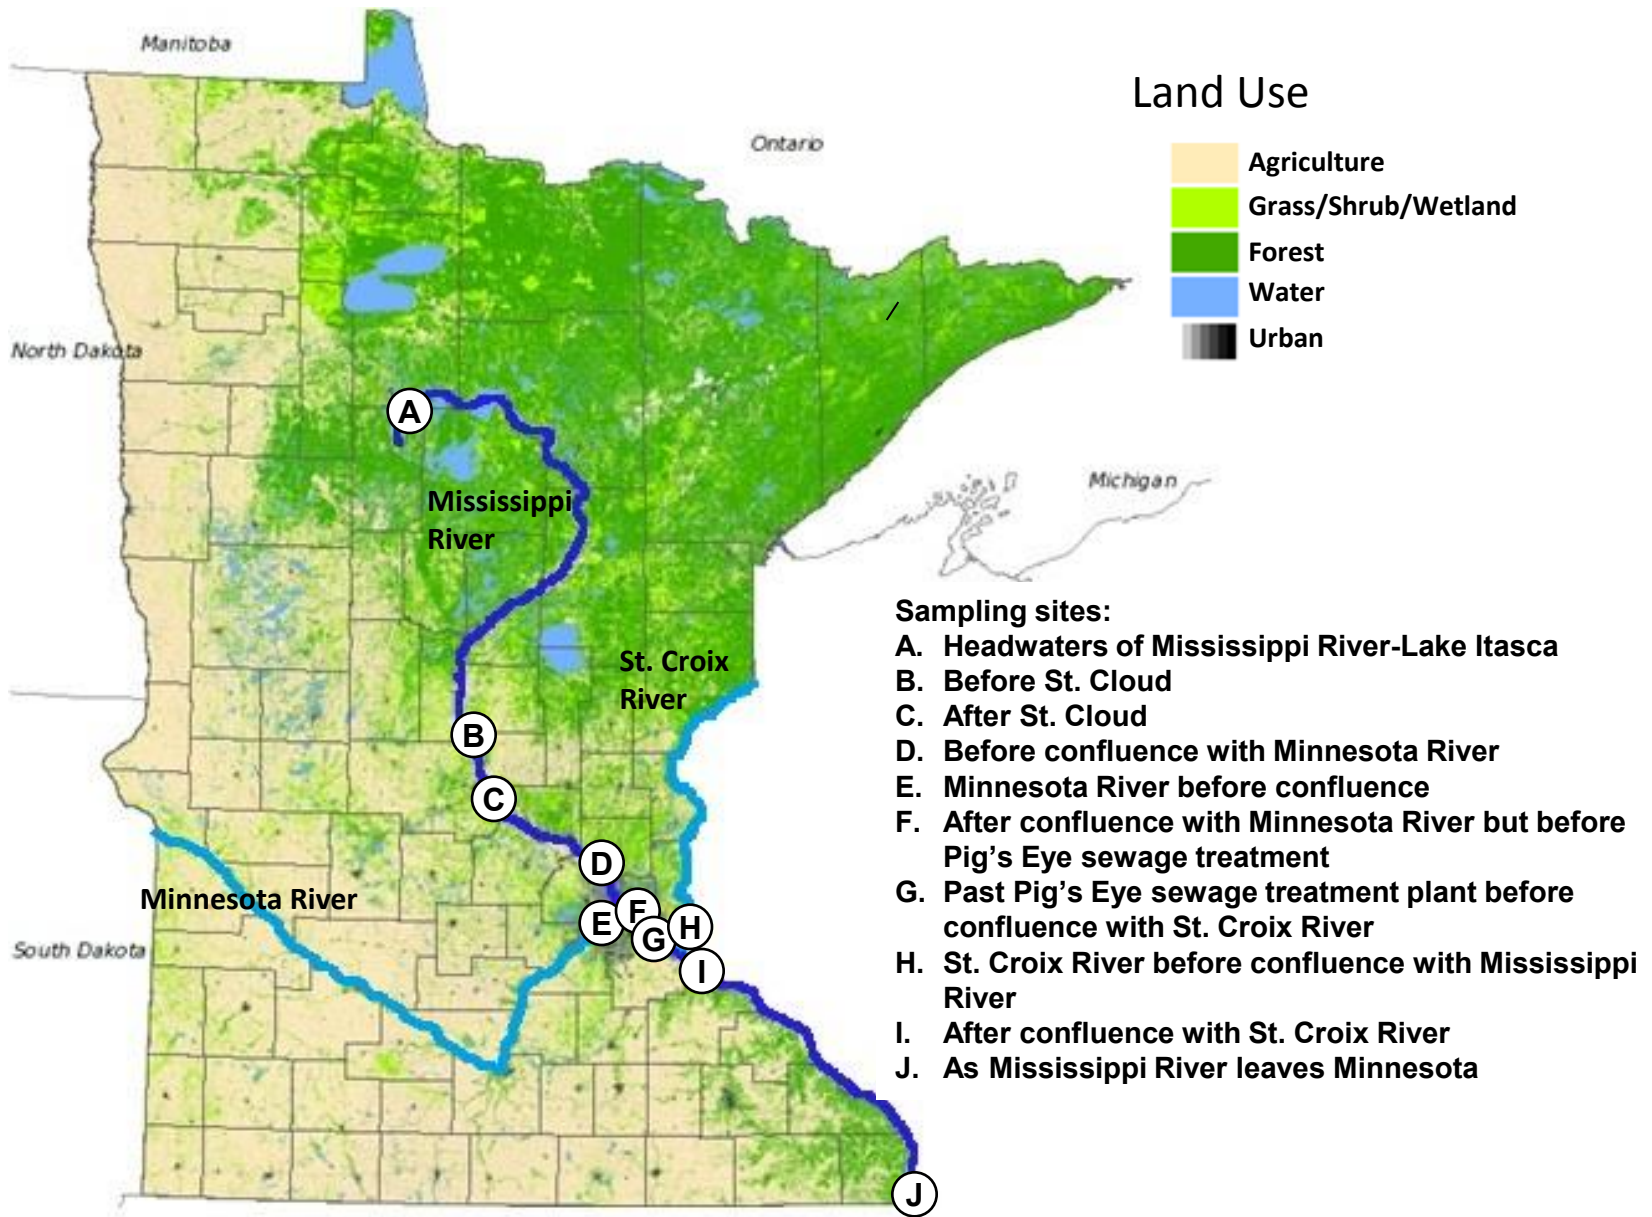 Manitoba
Ontario
North Dakota
Michigan
South Dakota
Mississippi
River
St. Croix
River
Minnesota River
A
B
C
D
E
F
G
H
I
J
Land Use
Agriculture
Grass/Shrub/Wetland
Forest
Water
Urban
Sampling sites:
A. Headwaters of Mississippi River-Lake Itasca
B. Before St. Cloud
C. After St. Cloud
D. Before confluence with Minnesota River
E. Minnesota River before confluence
F. After confluence with Minnesota River but before
Pig's Eye sewage treatment
G. Past Pig's Eye sewage treatment plant before
confluence with St. Croix River
H. St. Croix River before confluence with Mississippi
River
I. After confluence with St. Croix River
J. As Mississippi River leaves Minnesota